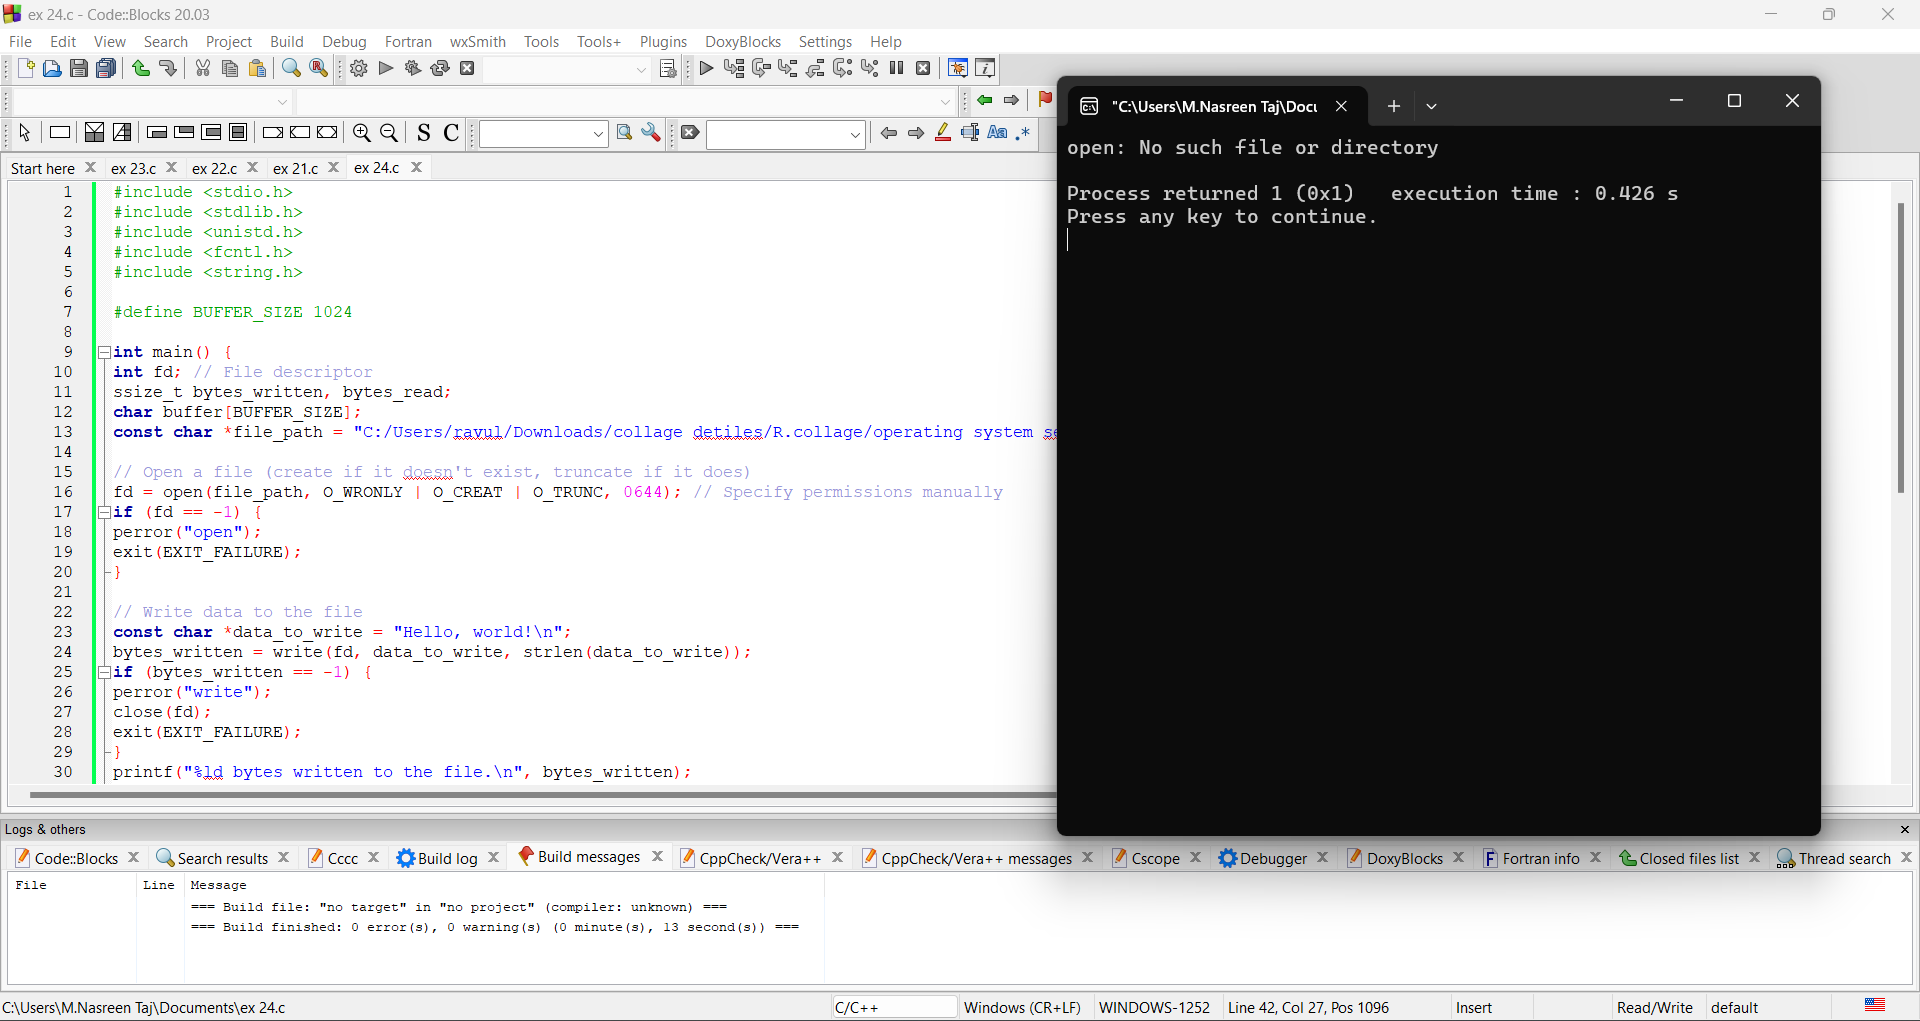 ex 24.c - Code::Blocks 20.03
File Edit View Search Project Build Debug Fortran wxSmith Tools Tools+ Plugins DoxyBlocks Settings Help
S C
Aa .*
Start here ex 23.c ex 22.c ex 21.c ex 24.c
1 #include <stdio.h>
2 #include <stdlib.h>
3 #include <unistd.h>
4 #include <fcntl.h>
5 #include <string.h>
6
7 #define BUFFER_SIZE 1024
8
9 int main() {
10 int fd; // File descriptor
11 ssize_t bytes_written, bytes_read;
12 char buffer[BUFFER_SIZE];
13 const char *file_path = "C:/Users/rayul/Downloads/collage detiles/R.collage/operating system se
14
15 // Open a file (create if it doesn't exist, truncate if it does)
16 fd = open(file_path, O_WRONLY | O_CREAT | O_TRUNC, 0644); // Specify permissions manually
17 if (fd == -1) {
18 perror("open");
19 exit(EXIT_FAILURE);
20 }
21
22 // Write data to the file
23 const char *data_to_write = "Hello, world!\n";
24 bytes_written = write(fd, data_to_write, strlen(data_to_write));
25 if (bytes_written == -1) {
26 perror("write");
27 close(fd);
28 exit(EXIT_FAILURE);
29 }
30 printf("%ld bytes written to the file.\n", bytes_written);
"C:\Users\M.Nasreen Taj\Docu
open: No such file or directory
Process returned 1 (0x1)   execution time : 0.426 s
Press any key to continue.
Logs & others
Code::Blocks Search results Cccc Build log Build messages CppCheck/Vera++ CppCheck/Vera++ messages Cscope Debugger DoxyBlocks Fortran info Closed files list Thread search
File Line Message
=== Build file: "no target" in "no project" (compiler: unknown) ===
=== Build finished: 0 error(s), 0 warning(s) (0 minute(s), 13 second(s)) ===
C:\Users\M.Nasreen Taj\Documents\ex 24.c C/C++ Windows (CR+LF) WINDOWS-1252 Line 42, Col 27, Pos 1096 Insert Read/Write default